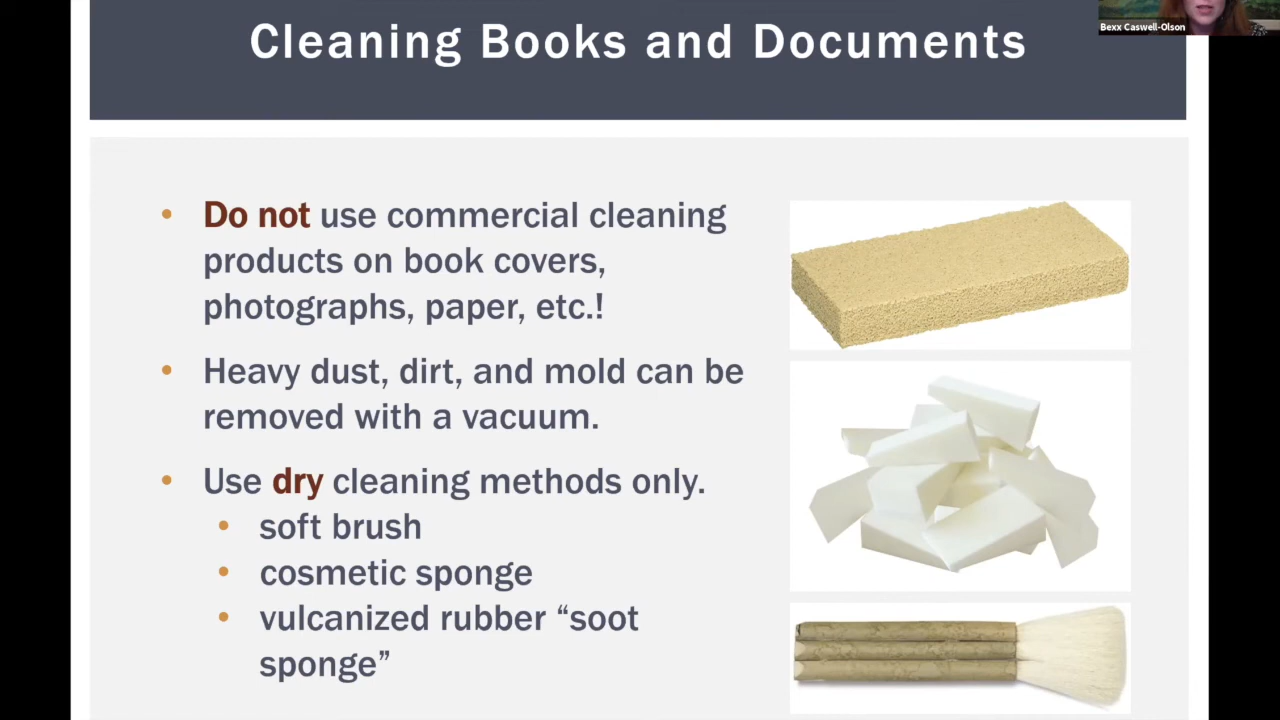 Cleaning Books and Documents
Bexx Caswell-Olson
• Do not use commercial cleaning
products on book covers,
photographs, paper, etc.!
• Heavy dust, dirt, and mold can be
removed with a vacuum.
• Use dry cleaning methods only.
• soft brush
• cosmetic sponge
• vulcanized rubber “soot
sponge”